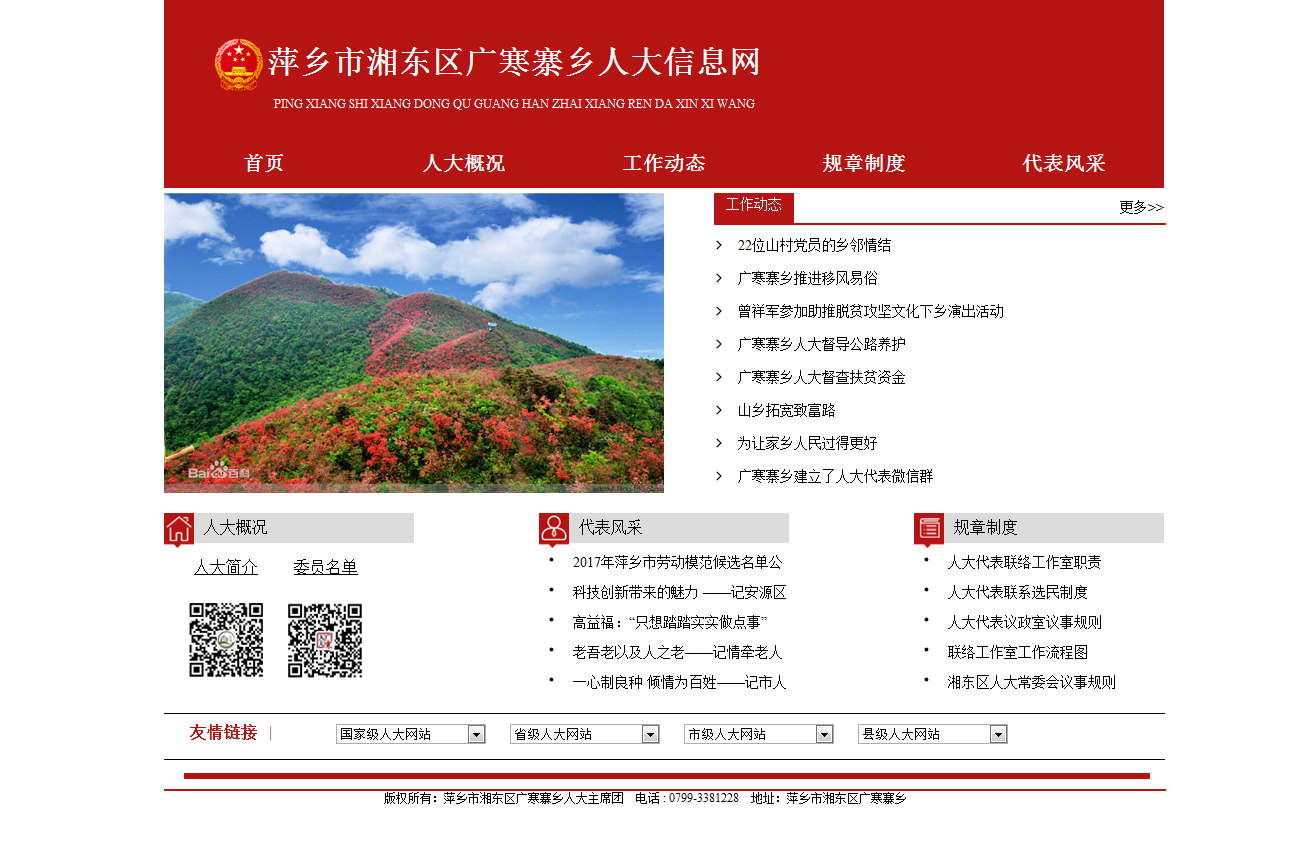 萍乡市湘东区广寒寨乡人大信息网
PING XIANG SHI XIANG DONG QU GUANG HAN ZHAI XIANG REN DA XIN XI WANG
首页 人大概况 工作动态 规章制度 代表风采
工作动态 更多>>
22位山村党员的乡邻情结
广寒寨乡推进移风易俗
曾祥军参加助推脱贫攻坚文化下乡演出活动
广寒寨乡人大督导公路养护
广寒寨乡人大督查扶贫资金
山乡拓宽致富路
为让家乡人民过得更好
广寒寨乡建立了人大代表微信群
Bai百科
人大概况
人大简介 委员名单
代表风采
2017年萍乡市劳动模范候选名单公
科技创新带来的魅力 ——记安源区
高益福：“只想踏踏实实做点事”
老吾老以及人之老——记情牵老人
一心制良种 倾情为百姓——记市人
规章制度
人大代表联络工作室职责
人大代表联系选民制度
人大代表议政室议事规则
联络工作室工作流程图
湘东区人大常委会议事规则
友情链接 | 国家级人大网站 省级人大网站 市级人大网站 县级人大网站
版权所有：萍乡市湘东区广寒寨乡人大主席团 电话 : 0799-3381228 地址：萍乡市湘东区广寒寨乡